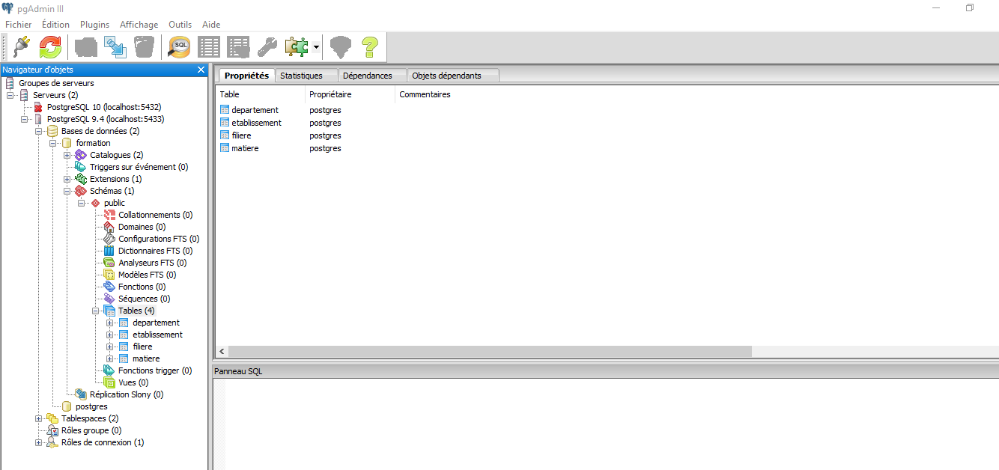 pgAdmin III
Fichier Édition Plugins Affichage Outils Aide
SQL
Navigateur d'objets
Groupes de serveurs
Serveurs (2)
PostgreSQL 10 (localhost:5432)
PostgreSQL 9.4 (localhost:5433)
Bases de données (2)
formation
Catalogues (2)
Triggers sur événement (0)
Extensions (1)
Schémas (1)
public
Collationnements (0)
Domaines (0)
Configurations FTS (0)
Dictionnaires FTS (0)
Analyseurs FTS (0)
Modèles FTS (0)
Fonctions (0)
Séquences (0)
Tables (4)
departement
etablissement
filiere
matiere
Fonctions trigger (0)
Vues (0)
Réplication Slony (0)
postgres
Tablespaces (2)
Rôles groupe (0)
Rôles de connexion (1)
Propriétés Statistiques Dépendances Objets dépendants
Table Propriétaire Commentaires
departement postgres
etablissement postgres
filiere postgres
matiere postgres
Panneau SQL